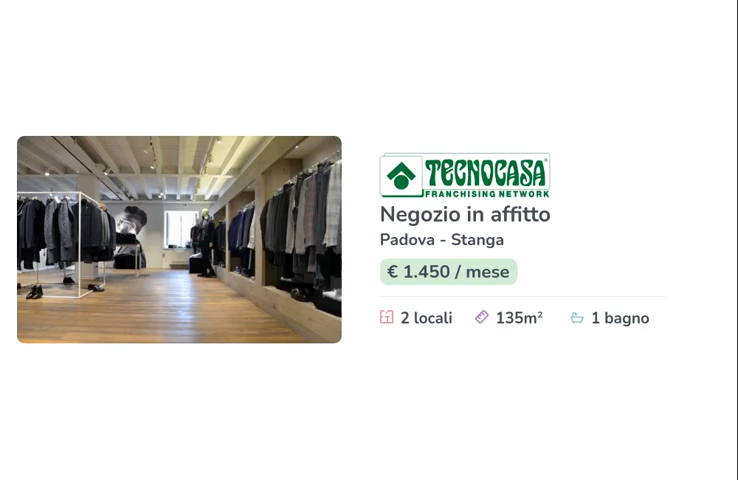 TECNOCASA®
FRANCHISING NETWORK
Negozio in affitto
Padova - Stanga
€ 1.450 / mese
2 locali
135m²
1 bagno